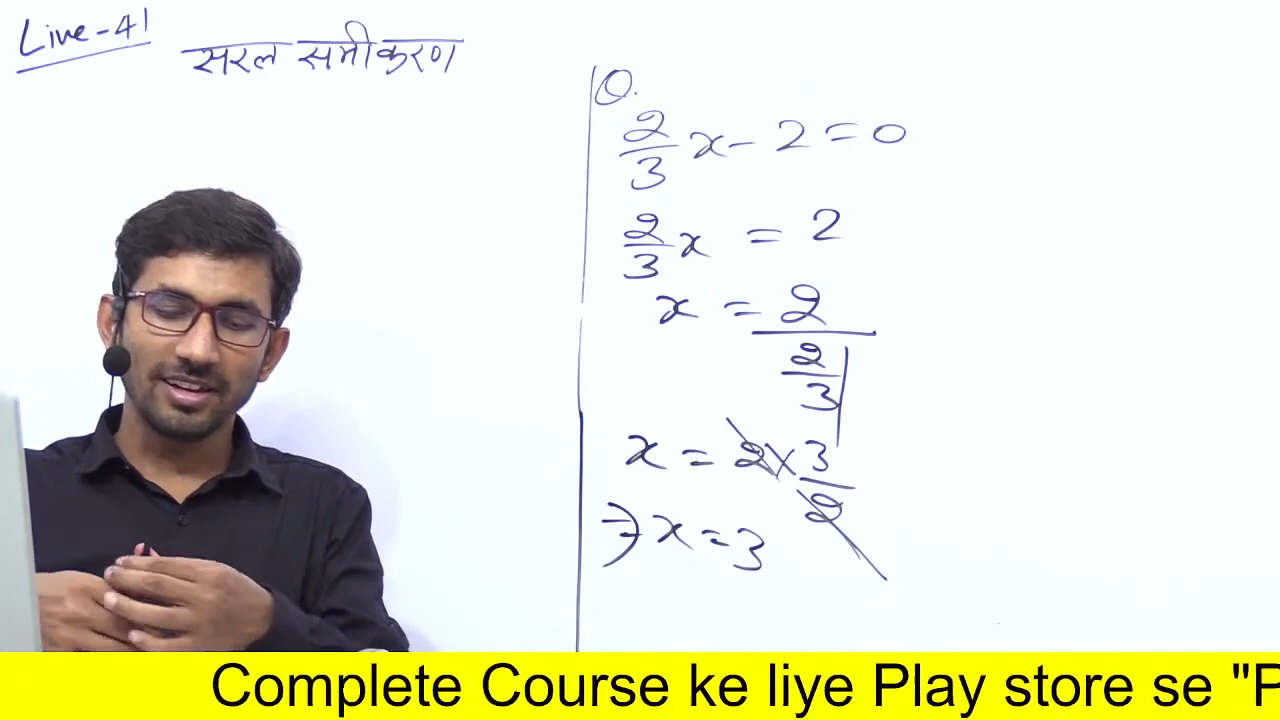 Live-41
सरल समीकरण
Q.
2/3 x - 2 = 0
2/3 x = 2
x = 2/(2/3)
x = 2 × 3/2
⇒ x = 3
Complete Course ke liye Play store se "P